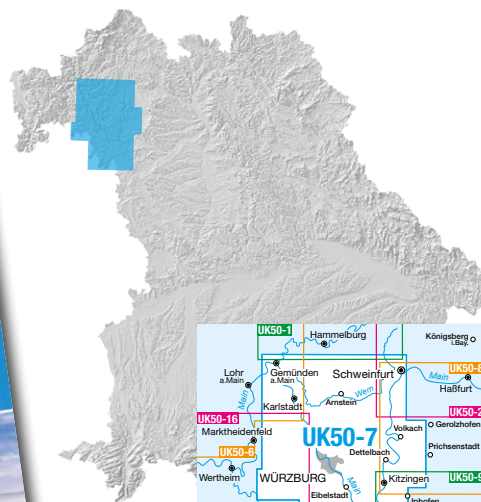 UK50-1
Hammelburg
Königsberg
i.Bay.
Lohr
a.Main
Gemünden
a.Main
Schweinfurt
UK50-8
Main
Haßfurt
Main
Karlstadt
Arnstein
Wern
UK50-16
UK50-2
Marktheidenfeld
UK50-7
Volkach
Gerolzhofen
UK50-6
Dettelbach
Prichsenstadt
Wertheim
WÜRZBURG
Main
Kitzingen
UK50-9
Eibelstadt
Iphofen